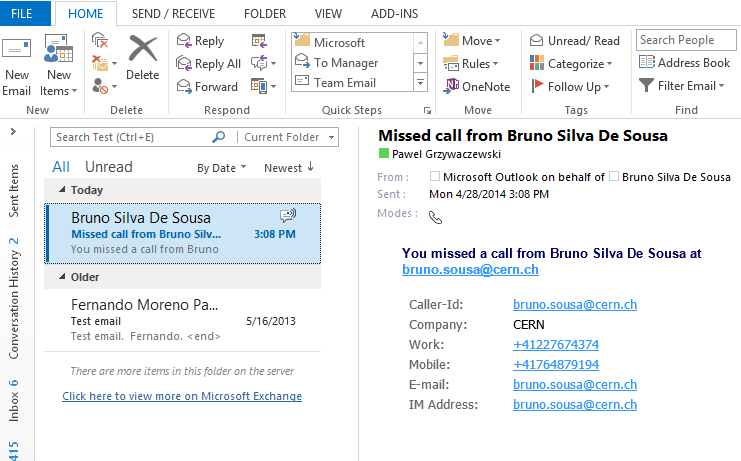 FILE HOME SEND / RECEIVE FOLDER VIEW ADD-INS
New Email
New Items
Delete
Reply
Reply All
Forward
Microsoft
To Manager
Team Email
Move
Rules
OneNote
Unread/ Read
Categorize
Follow Up
Search People
Address Book
Filter Email
New Delete Respond Quick Steps Move Tags Find
Sent Items
Conversation History 2
Inbox 6
415
Search Test (Ctrl+E) Current Folder
All Unread By Date Newest
Today
Bruno Silva De Sousa
Missed call from Bruno Silv... 3:08 PM
You missed a call from Bruno
Older
Fernando Moreno Pa...
Test email 5/16/2013
Test email. Fernando. <end>
There are more items in this folder on the server
Click here to view more on Microsoft Exchange
Missed call from Bruno Silva De Sousa
Pawel Grzywaczewski
From : Microsoft Outlook on behalf of Bruno Silva De Sousa
Sent : Mon 4/28/2014 3:08 PM
Modes :
You missed a call from Bruno Silva De Sousa at
bruno.sousa@cern.ch
Caller-Id: bruno.sousa@cern.ch
Company: CERN
Work: +41227674374
Mobile: +41764879194
E-mail: bruno.sousa@cern.ch
IM Address: bruno.sousa@cern.ch